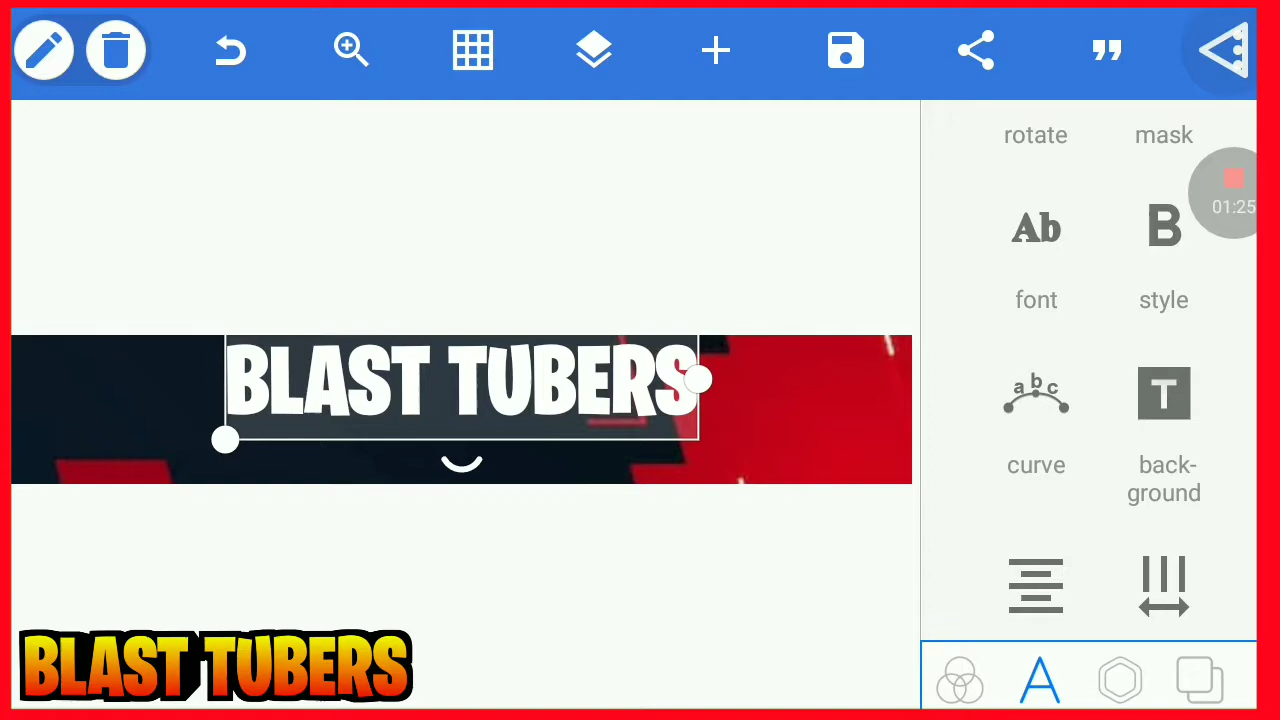 rotate
mask
01:25
Ab
B
font
style
BLAST TUBERS
abc
T
curve
back-
ground
BLAST TUBERS
A